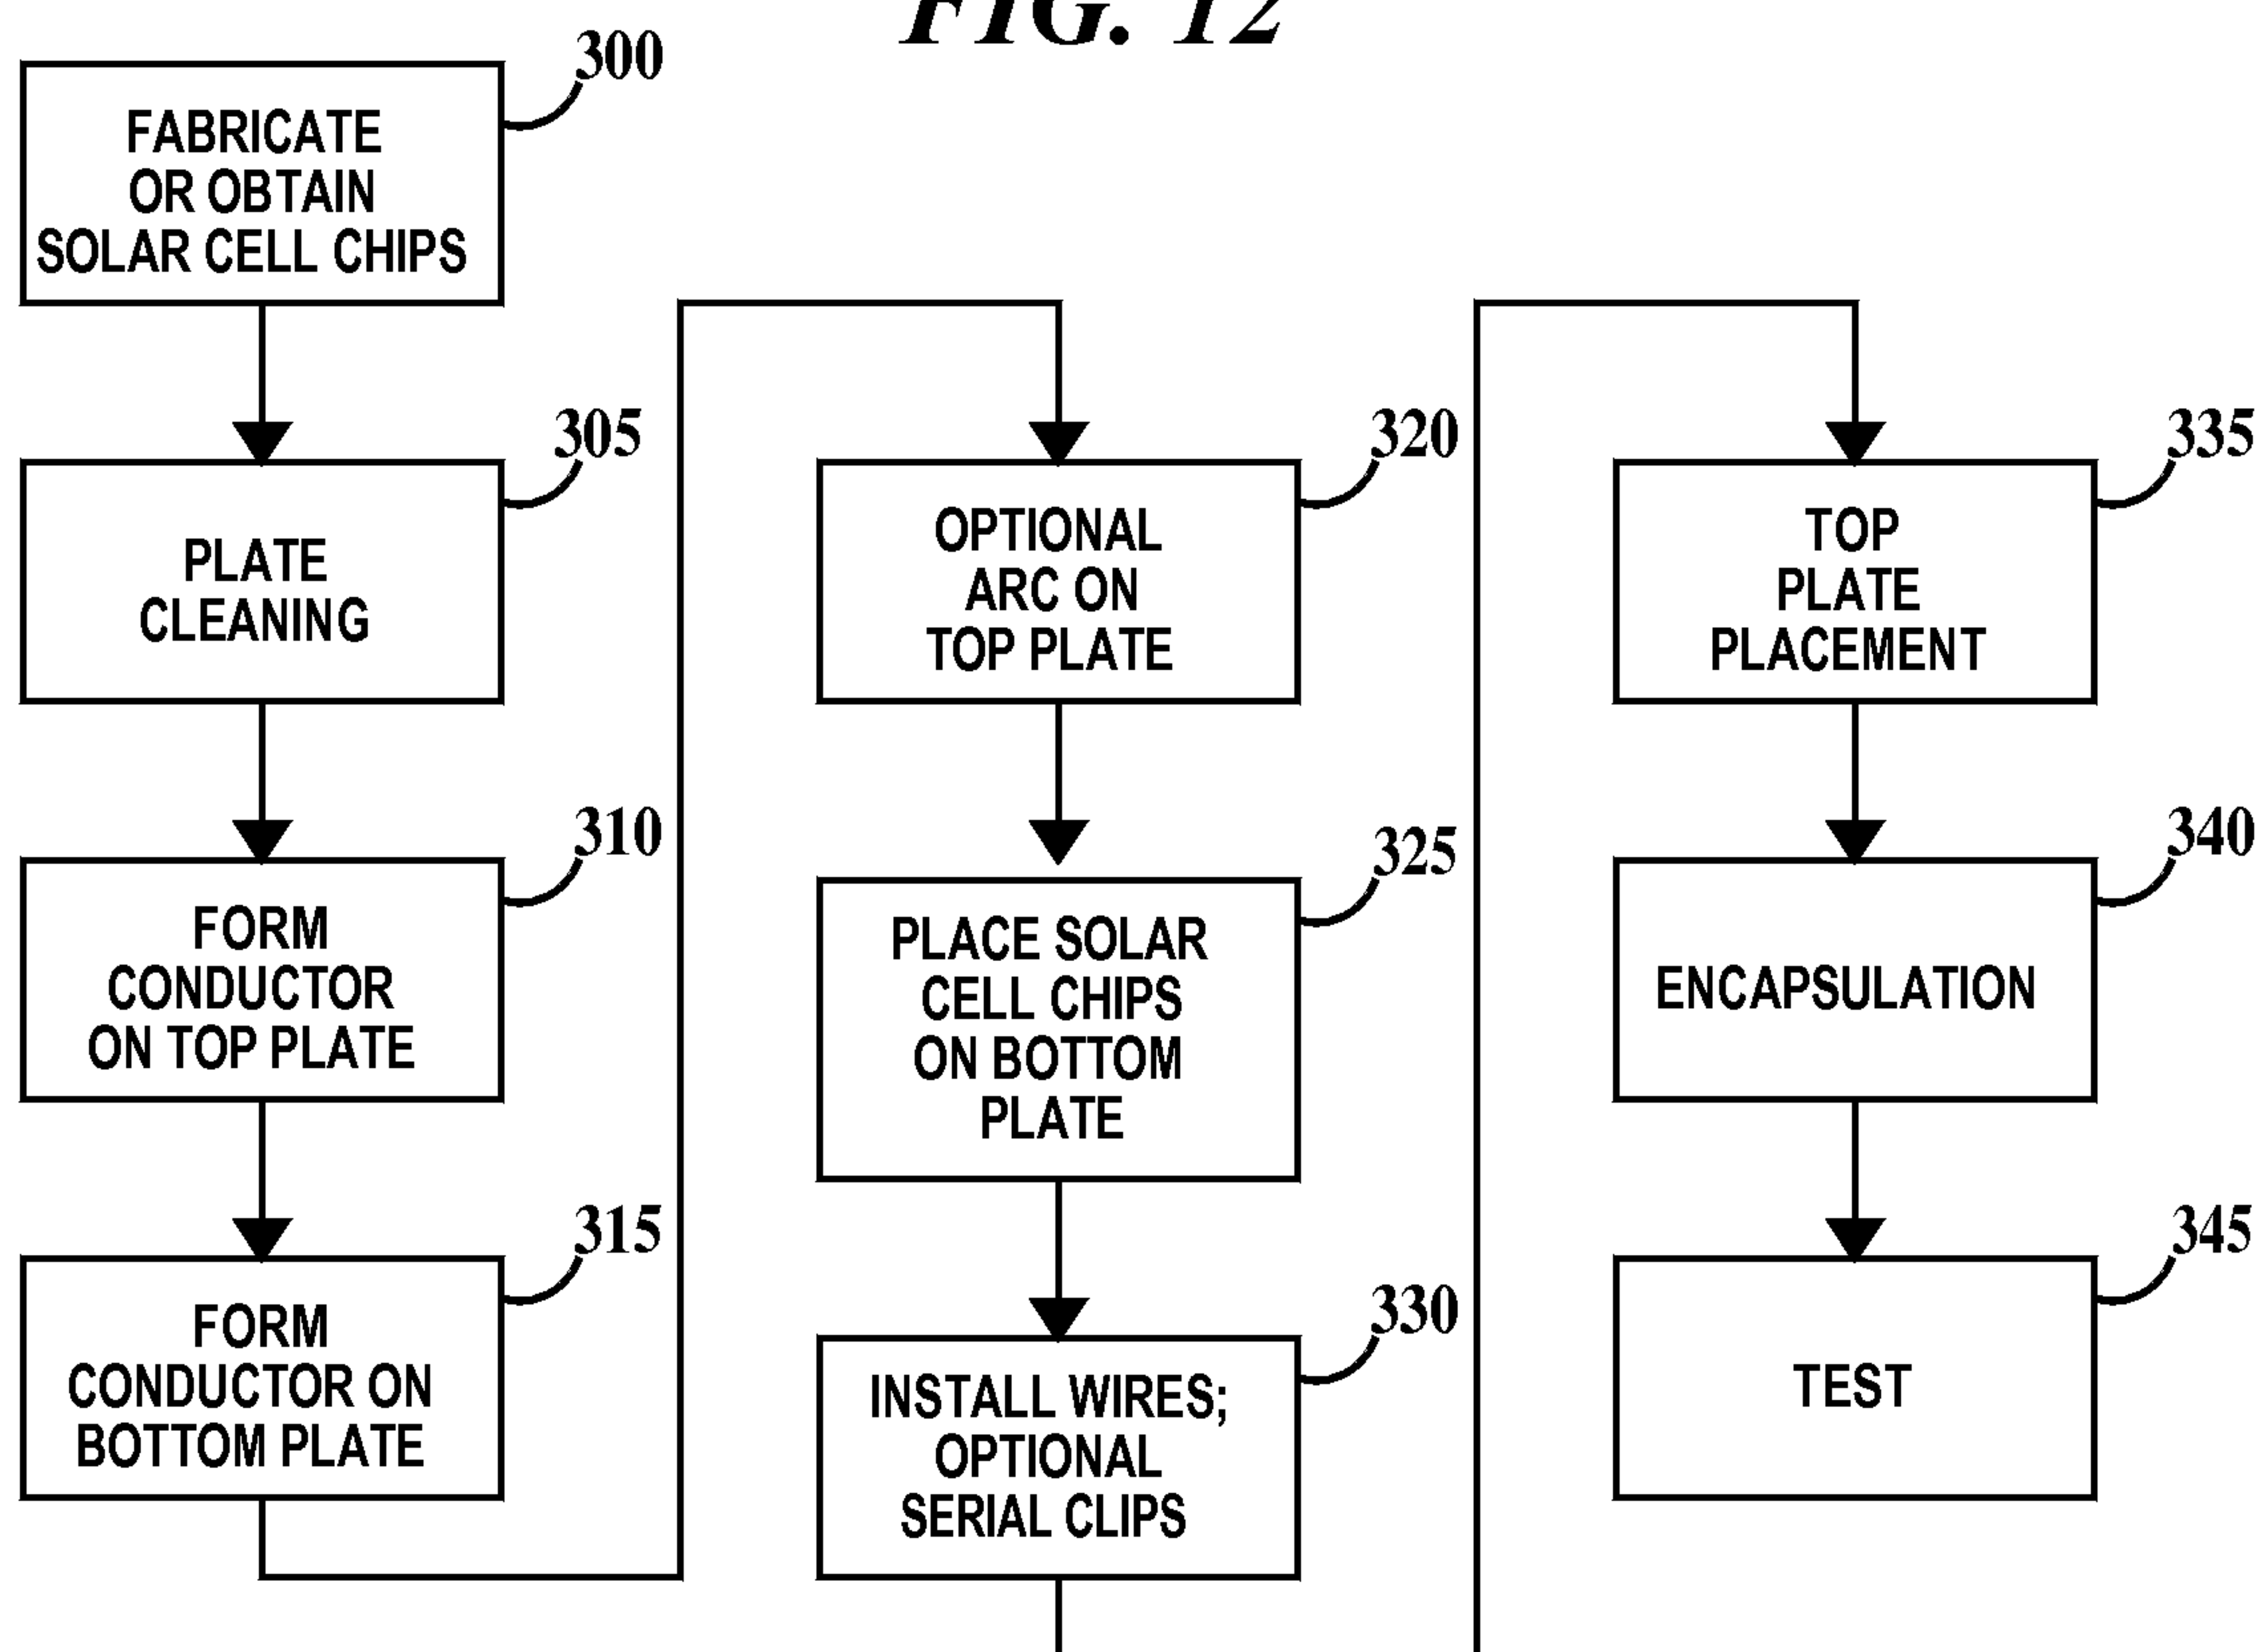 FIG. 12
300
FABRICATE
OR OBTAIN
SOLAR CELL CHIPS
305
PLATE
CLEANING
310
FORM
CONDUCTOR
ON TOP PLATE
315
FORM
CONDUCTOR ON
BOTTOM PLATE
320
OPTIONAL
ARC ON
TOP PLATE
325
PLACE SOLAR
CELL CHIPS
ON BOTTOM
PLATE
330
INSTALL WIRES;
OPTIONAL
SERIAL CLIPS
335
TOP
PLATE
PLACEMENT
340
ENCAPSULATION
345
TEST